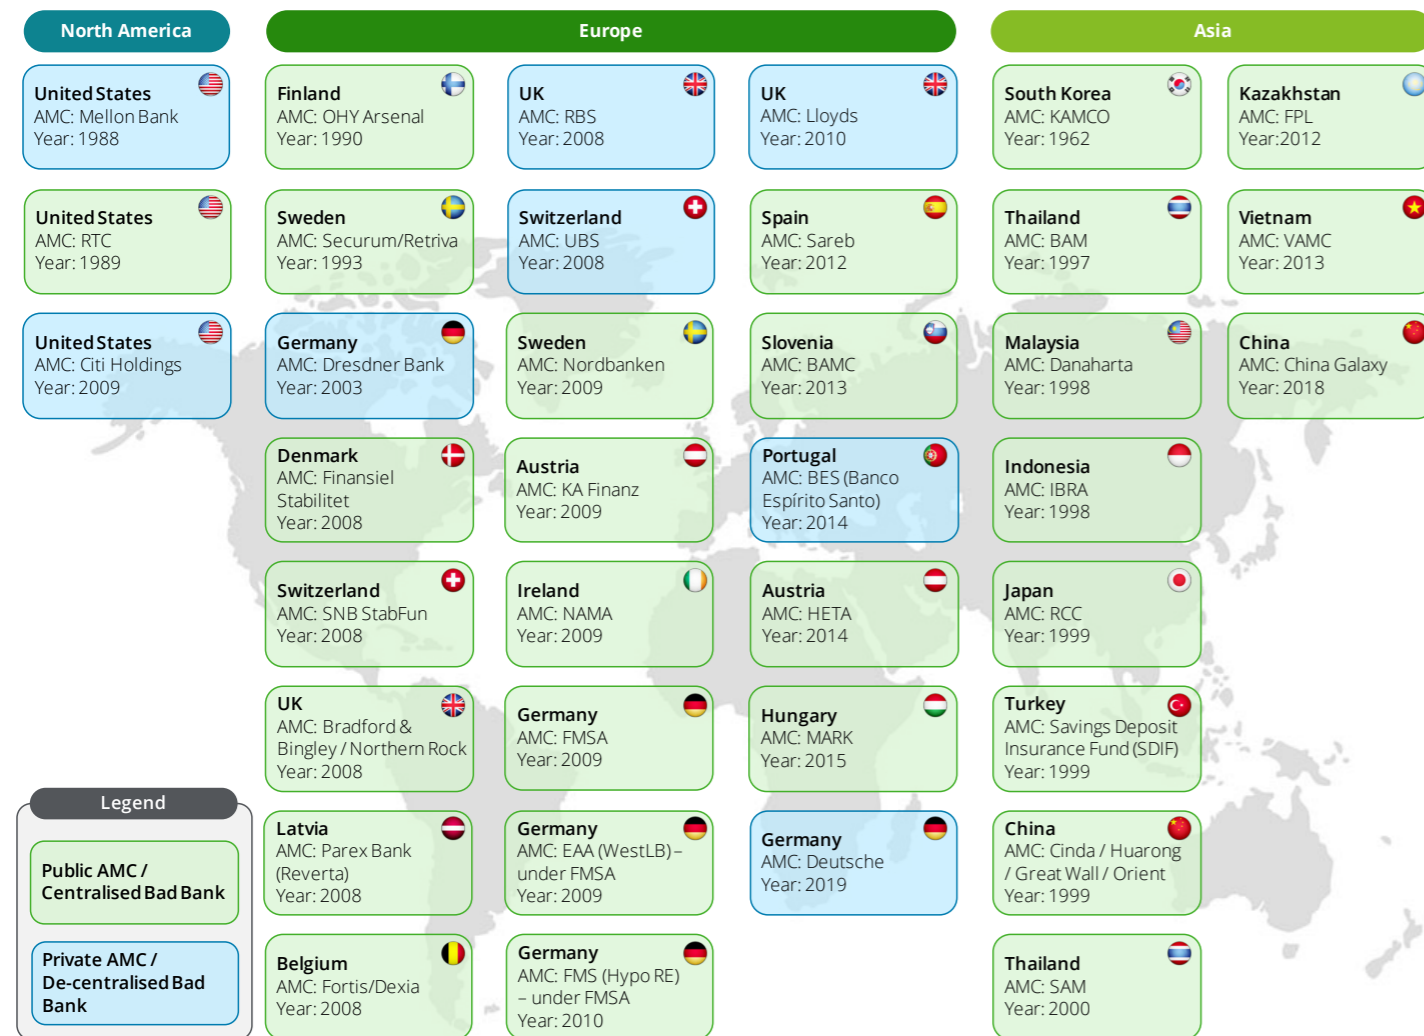 North America
United States
AMC: Mellon Bank
Year: 1988
United States
AMC: RTC
Year: 1989
United States
AMC: Citi Holdings
Year: 2009
Europe
Finland
AMC: OHY Arsenal
Year: 1990
Sweden
AMC: Securum/Retriva
Year: 1993
Germany
AMC: Dresdner Bank
Year: 2003
Denmark
AMC: Finansiel
Stabilitet
Year: 2008
Switzerland
AMC: SNB StabFun
Year: 2008
UK
AMC: Bradford &
Bingley / Northern Rock
Year: 2008
Latvia
AMC: Parex Bank
(Reverta)
Year: 2008
Belgium
AMC: Fortis/Dexia
Year: 2008
UK
AMC: RBS
Year: 2008
Switzerland
AMC: UBS
Year: 2008
Sweden
AMC: Nordbanken
Year: 2009
Austria
AMC: KA Finanz
Year: 2009
Ireland
AMC: NAMA
Year: 2009
Germany
AMC: FMSA
Year: 2009
Germany
AMC: EAA (WestLB) –
under FMSA
Year: 2009
Germany
AMC: FMS (Hypo RE)
– under FMSA
Year: 2010
UK
AMC: Lloyds
Year: 2010
Spain
AMC: Sareb
Year: 2012
Slovenia
AMC: BAMC
Year: 2013
Portugal
AMC: BES (Banco
Espírito Santo)
Year: 2014
Austria
AMC: HETA
Year: 2014
Hungary
AMC: MARK
Year: 2015
Germany
AMC: Deutsche
Year: 2019
Asia
South Korea
AMC: KAMCO
Year: 1962
Thailand
AMC: BAM
Year: 1997
Malaysia
AMC: Danaharta
Year: 1998
Indonesia
AMC: IBRA
Year: 1998
Japan
AMC: RCC
Year: 1999
Turkey
AMC: Savings Deposit
Insurance Fund (SDIF)
Year: 1999
China
AMC: Cinda / Huarong
/ Great Wall / Orient
Year: 1999
Thailand
AMC: SAM
Year: 2000
Kazakhstan
AMC: FPL
Year:2012
Vietnam
AMC: VAMC
Year: 2013
China
AMC: China Galaxy
Year: 2018
Legend
Public AMC /
Centralised Bad Bank
Private AMC /
De-centralised Bad
Bank